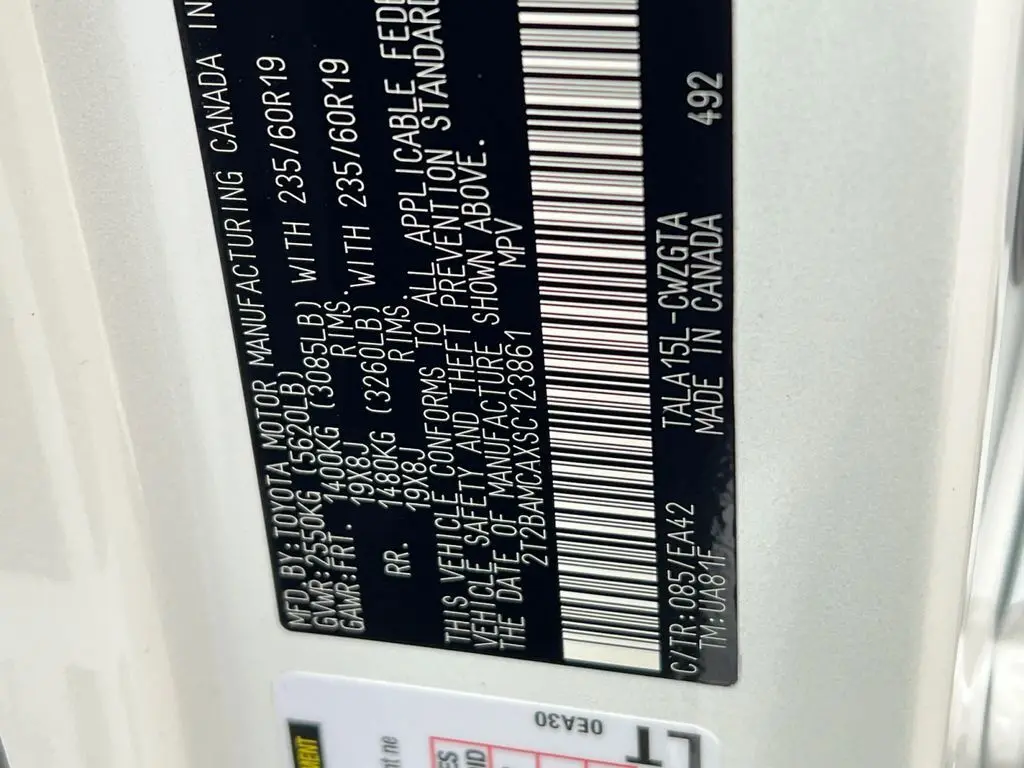 MFD. BY: TOYOTA MOTOR MANUFACTURING CANADA IN
GVWR: 2550KG (5620LB)
GAWR: FRT. 1400KG (3085LB) WITH 235/60R19
19X8J RIMS.
RR. 1480KG (3260LB) WITH 235/60R19
19X8J RIMS.
THIS VEHICLE CONFORMS TO ALL APPLICABLE FEDE
VEHICLE SAFETY AND THEFT PREVENTION STANDARD
THE DATE OF MANUFACTURE SHOWN ABOVE.
2T2BAMCAXSC123861 MPV
C/TR: 085/EA42 TALA15L-CWZGTA 492
TM: UA81F MADE IN CANADA
0EA30